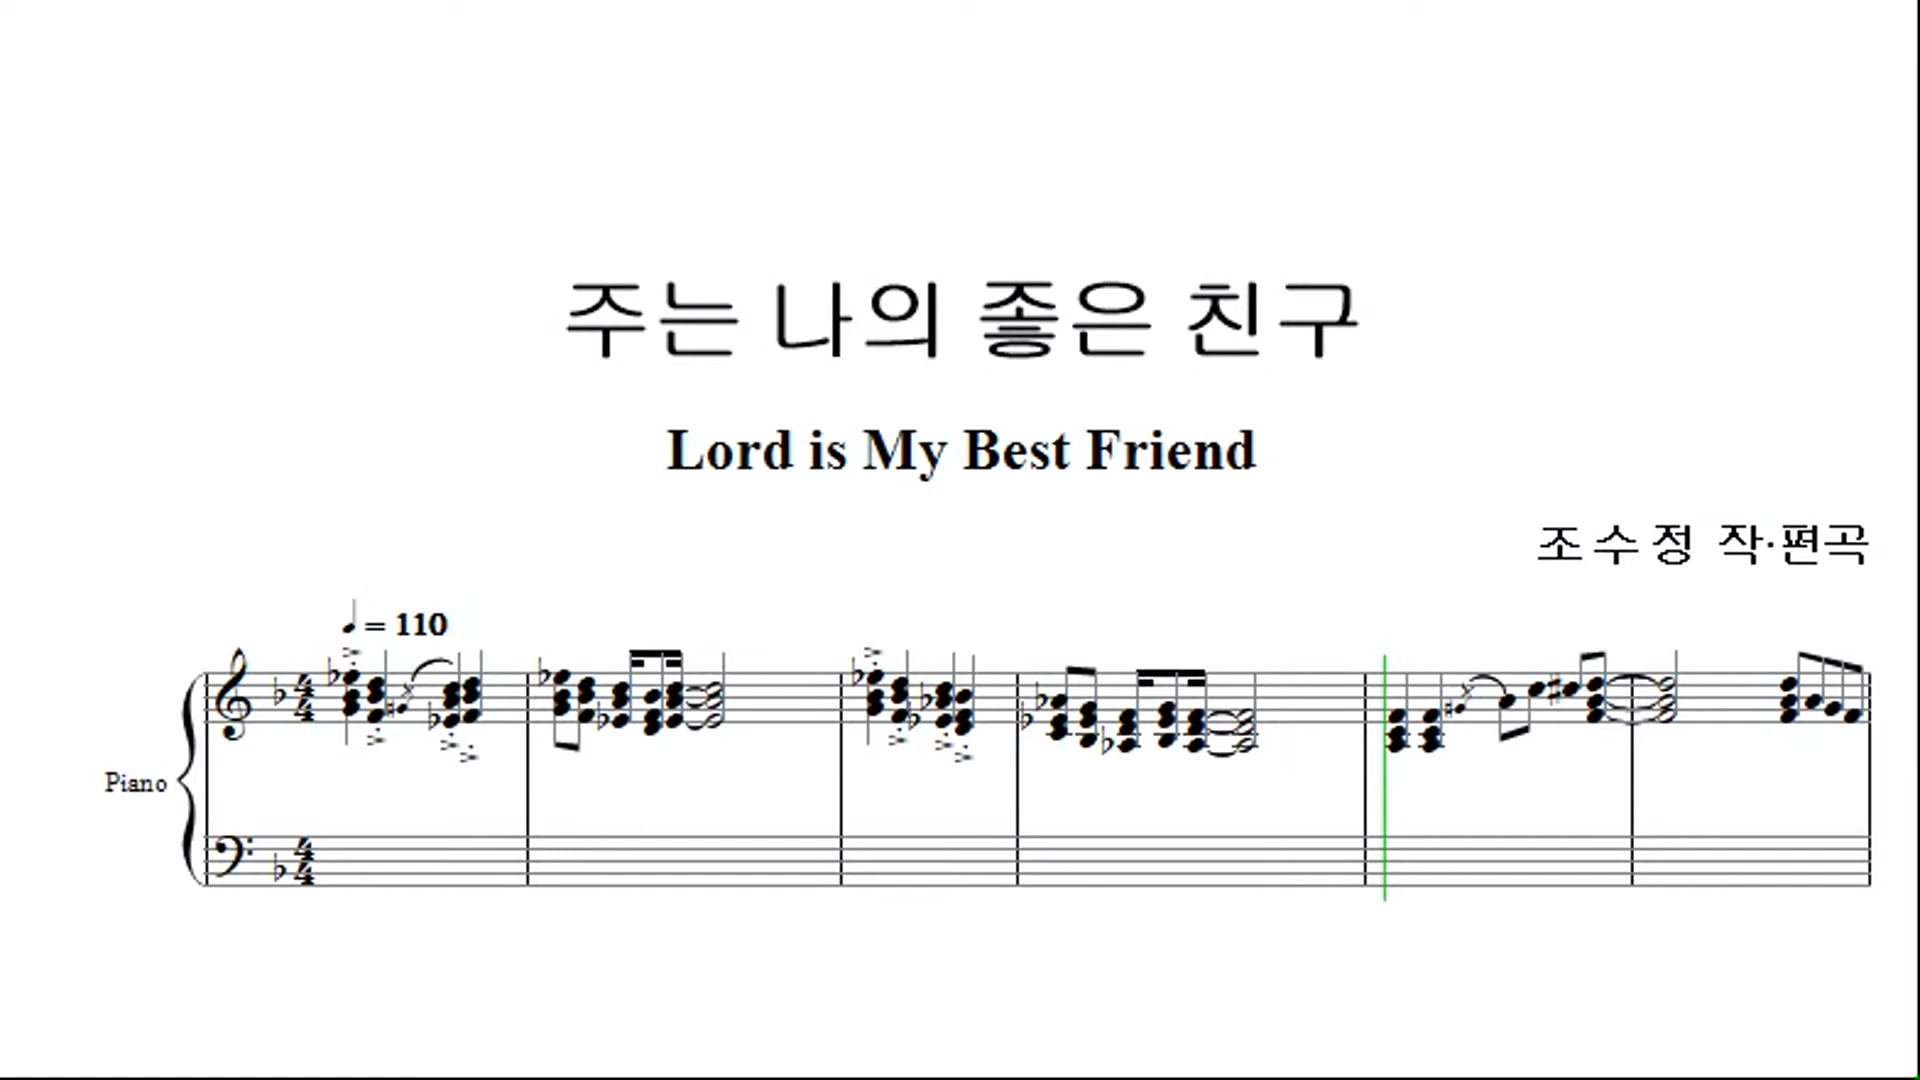 주는 나의 좋은 친구
Lord is My Best Friend
조 수 정 작·편곡
= 110
Piano